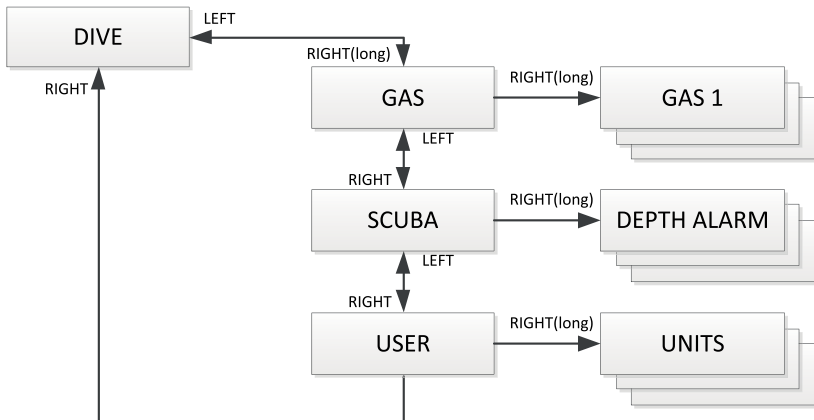 DIVE
LEFT
RIGHT(long)
RIGHT
GAS
RIGHT(long)
GAS 1
LEFT
RIGHT
SCUBA
RIGHT(long)
DEPTH ALARM
LEFT
RIGHT
USER
RIGHT(long)
UNITS